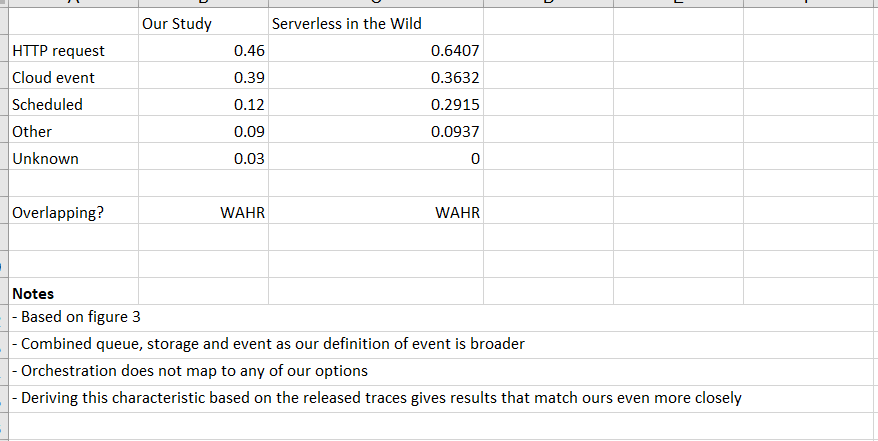 Our Study Serverless in the Wild
HTTP request 0.46 0.6407
Cloud event 0.39 0.3632
Scheduled 0.12 0.2915
Other 0.09 0.0937
Unknown 0.03 0
Overlapping? WAHR WAHR
Notes
- Based on figure 3
- Combined queue, storage and event as our definition of event is broader
- Orchestration does not map to any of our options
- Deriving this characteristic based on the released traces gives results that match ours even more closely